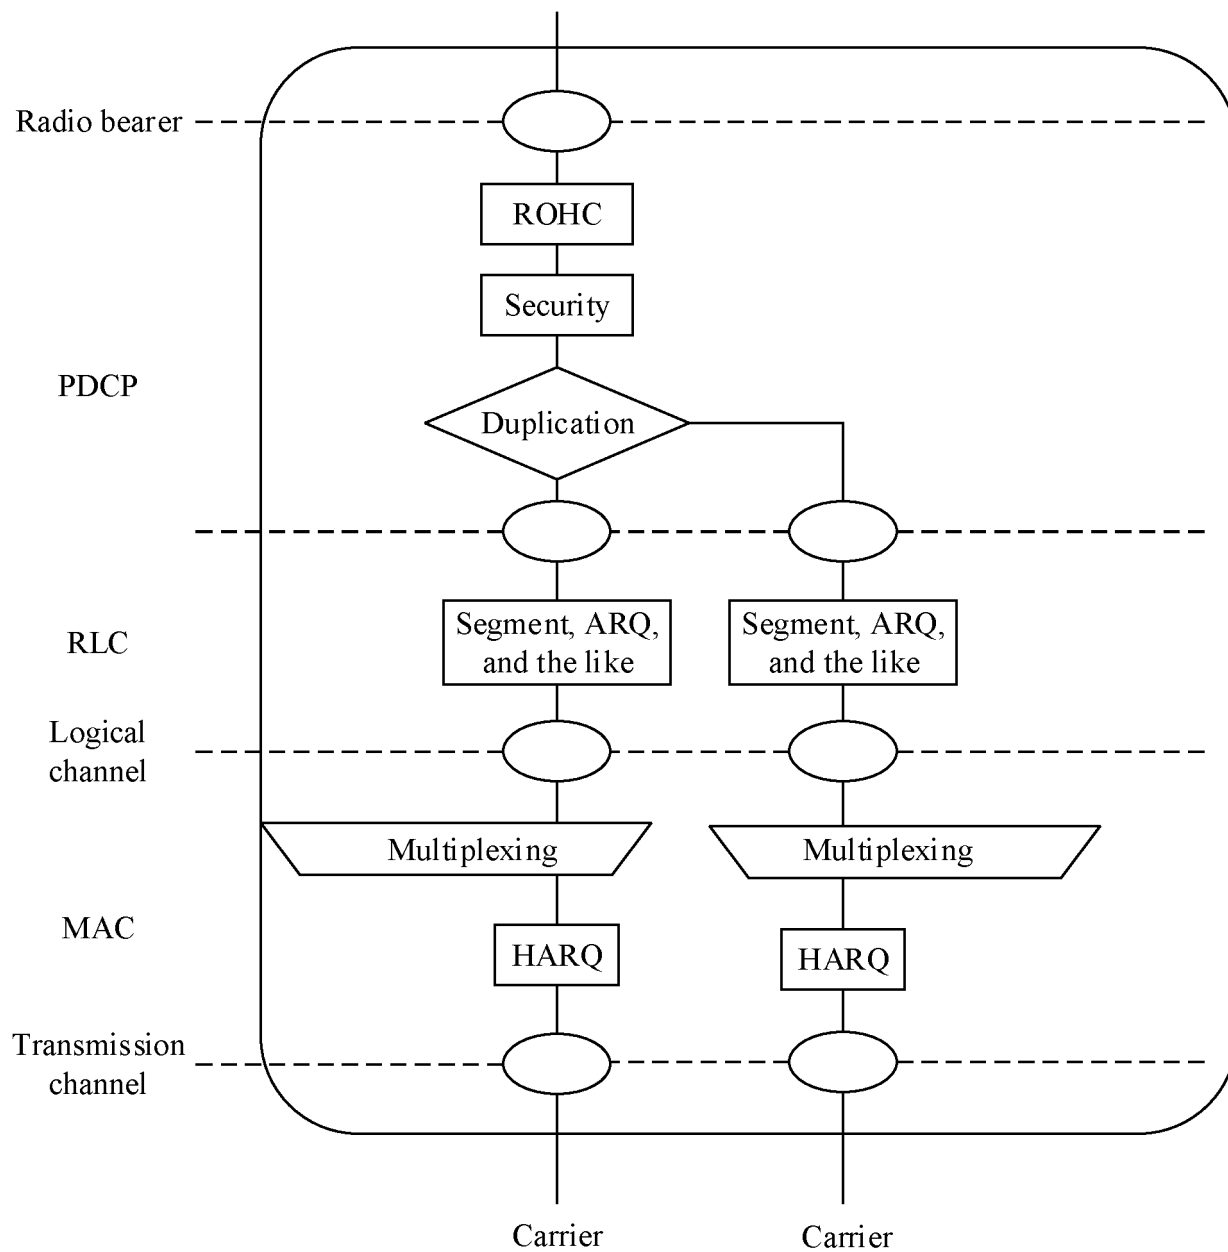 Radio bearer
ROHC
Security
PDCP
Duplication
RLC
Segment, ARQ,
and the like
Segment, ARQ,
and the like
Logical
channel
Multiplexing
Multiplexing
MAC
HARQ
HARQ
Transmission
channel
Carrier
Carrier